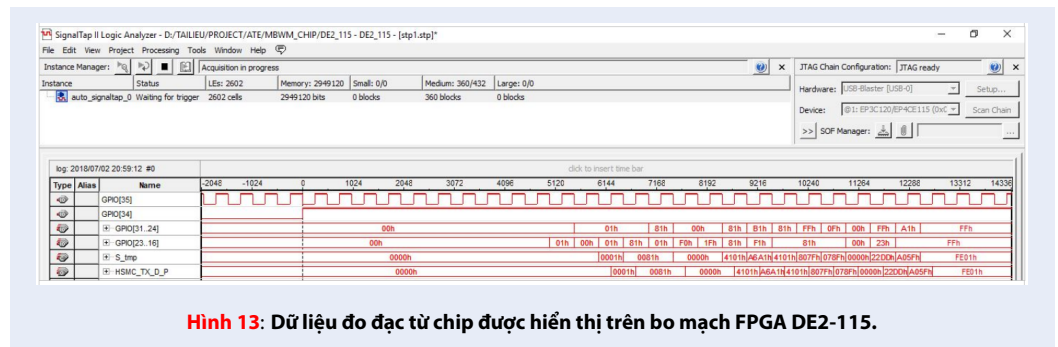 SignalTap II Logic Analyzer - D:/TAILIEU/PROJECT/ATE/MBWM_CHIP/DE2_115 - DE2_115 - [stp1.stp]*
File Edit View Project Processing Tools Window Help
Instance Manager: Acquisition in progress
JTAG Chain Configuration: JTAG ready
Instance Status LEs: 2602 Memory: 2949120 Small: 0/0 Medium: 360/432 Large: 0/0
auto_signaltap_0 Waiting for trigger 2602 cells 2949120 bits 0 blocks 360 blocks 0 blocks
Hardware: USB-Blaster [USB-0] Setup...
Device: @1: EP3C120/EP4CE115 (0x0 Scan Chain
>> SOF Manager: ...
log: 2018/07/02 20:59:12 #0 click to insert time bar
Type Alias Name -2048 -1024 0 1024 2048 3072 4096 5120 6144 7168 8192 9216 10240 11264 12288 13312 14336
GPIO[35]
GPIO[34]
GPIO[31..24] 00h 01h 81h 00h 81h B1h 81h FFh 0Fh 00h FFh A1h FFh
GPIO[23..16] 00h 01h 00h 01h 81h 01h F0h 1Fh 81h F1h 81h 00h 23h FFh
S_tmp 0000h 0001h 0081h 0000h 4101h A6A1h 4101h 807Fh 078Fh 0000h 22DDh A05Fh FE01h
HSMC_TX_D_P 0000h 0001h 0081h 0000h 4101h A6A1h 4101h 807Fh 078Fh 0000h 22DDh A05Fh FE01h
Hình 13: Dữ liệu đo đạc từ chip được hiển thị trên bo mạch FPGA DE2-115.